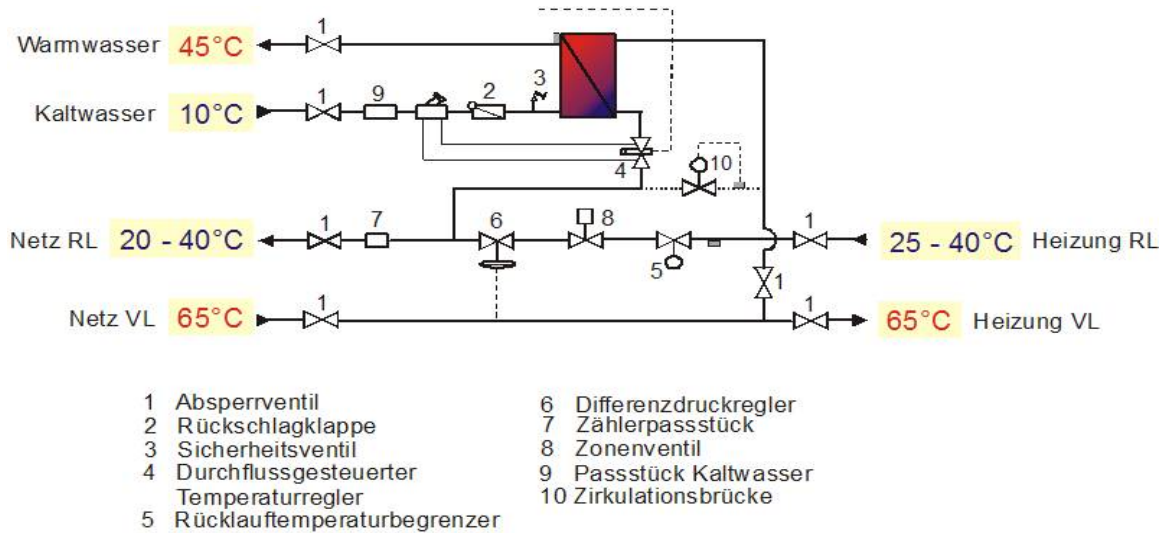 1
Warmwasser 45°C
3
1 9 2
Kaltwasser 10°C
4 10
1 7 6 8 1
Netz RL 20 - 40°C 25 - 40°C Heizung RL
5
1 1 1
Netz VL 65°C 65°C Heizung VL
1 Absperrventil
2 Rückschlagklappe
3 Sicherheitsventil
4 Durchflussgesteuerter
Temperaturregler
5 Rücklauftemperaturbegrenzer
6 Differenzdruckregler
7 Zählerpassstück
8 Zonenventil
9 Passstück Kaltwasser
10 Zirkulationsbrücke